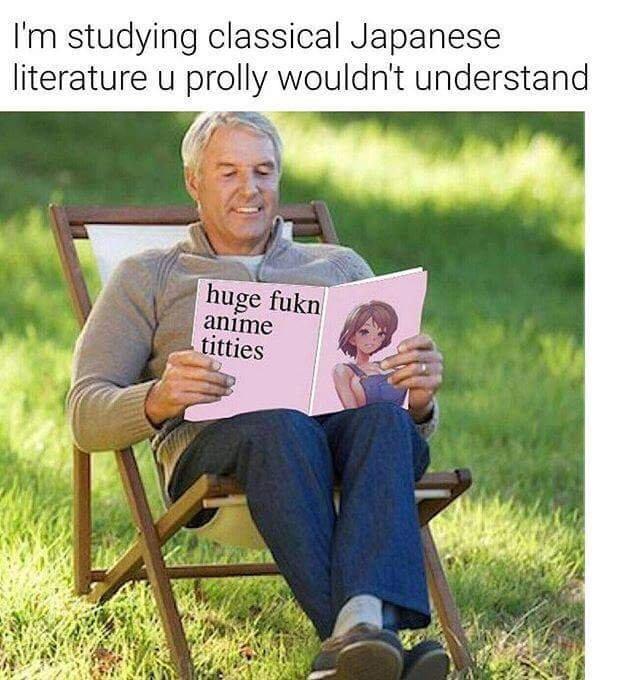 I'm studying classical Japanese
literature u prolly wouldn't understand
huge fukn
anime
titties